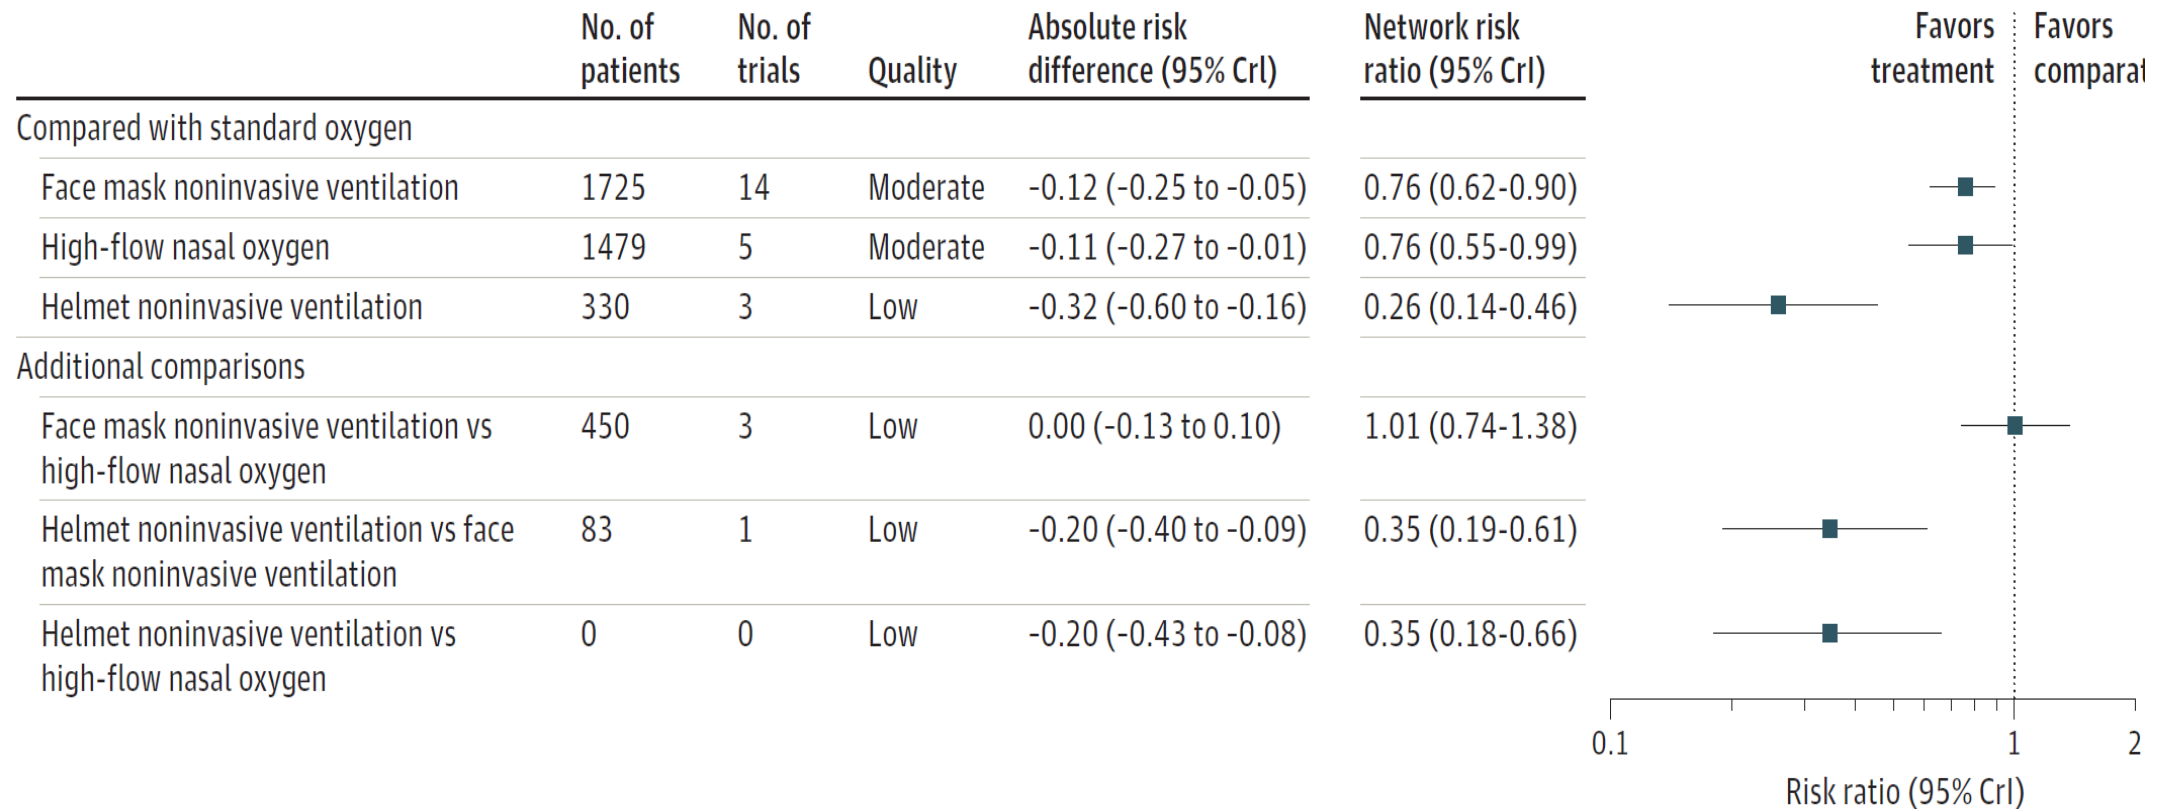 No. of No. of Absolute risk Network risk Favors Favors
patients trials Quality difference (95% Crl) ratio (95% CrI) treatment comparat
Compared with standard oxygen
Face mask noninvasive ventilation 1725 14 Moderate -0.12 (-0.25 to -0.05) 0.76 (0.62-0.90)
High-flow nasal oxygen 1479 5 Moderate -0.11 (-0.27 to -0.01) 0.76 (0.55-0.99)
Helmet noninvasive ventilation 330 3 Low -0.32 (-0.60 to -0.16) 0.26 (0.14-0.46)
Additional comparisons
Face mask noninvasive ventilation vs 450 3 Low 0.00 (-0.13 to 0.10) 1.01 (0.74-1.38)
high-flow nasal oxygen
Helmet noninvasive ventilation vs face 83 1 Low -0.20 (-0.40 to -0.09) 0.35 (0.19-0.61)
mask noninvasive ventilation
Helmet noninvasive ventilation vs 0 0 Low -0.20 (-0.43 to -0.08) 0.35 (0.18-0.66)
high-flow nasal oxygen
0.1 1 2
Risk ratio (95% CrI)